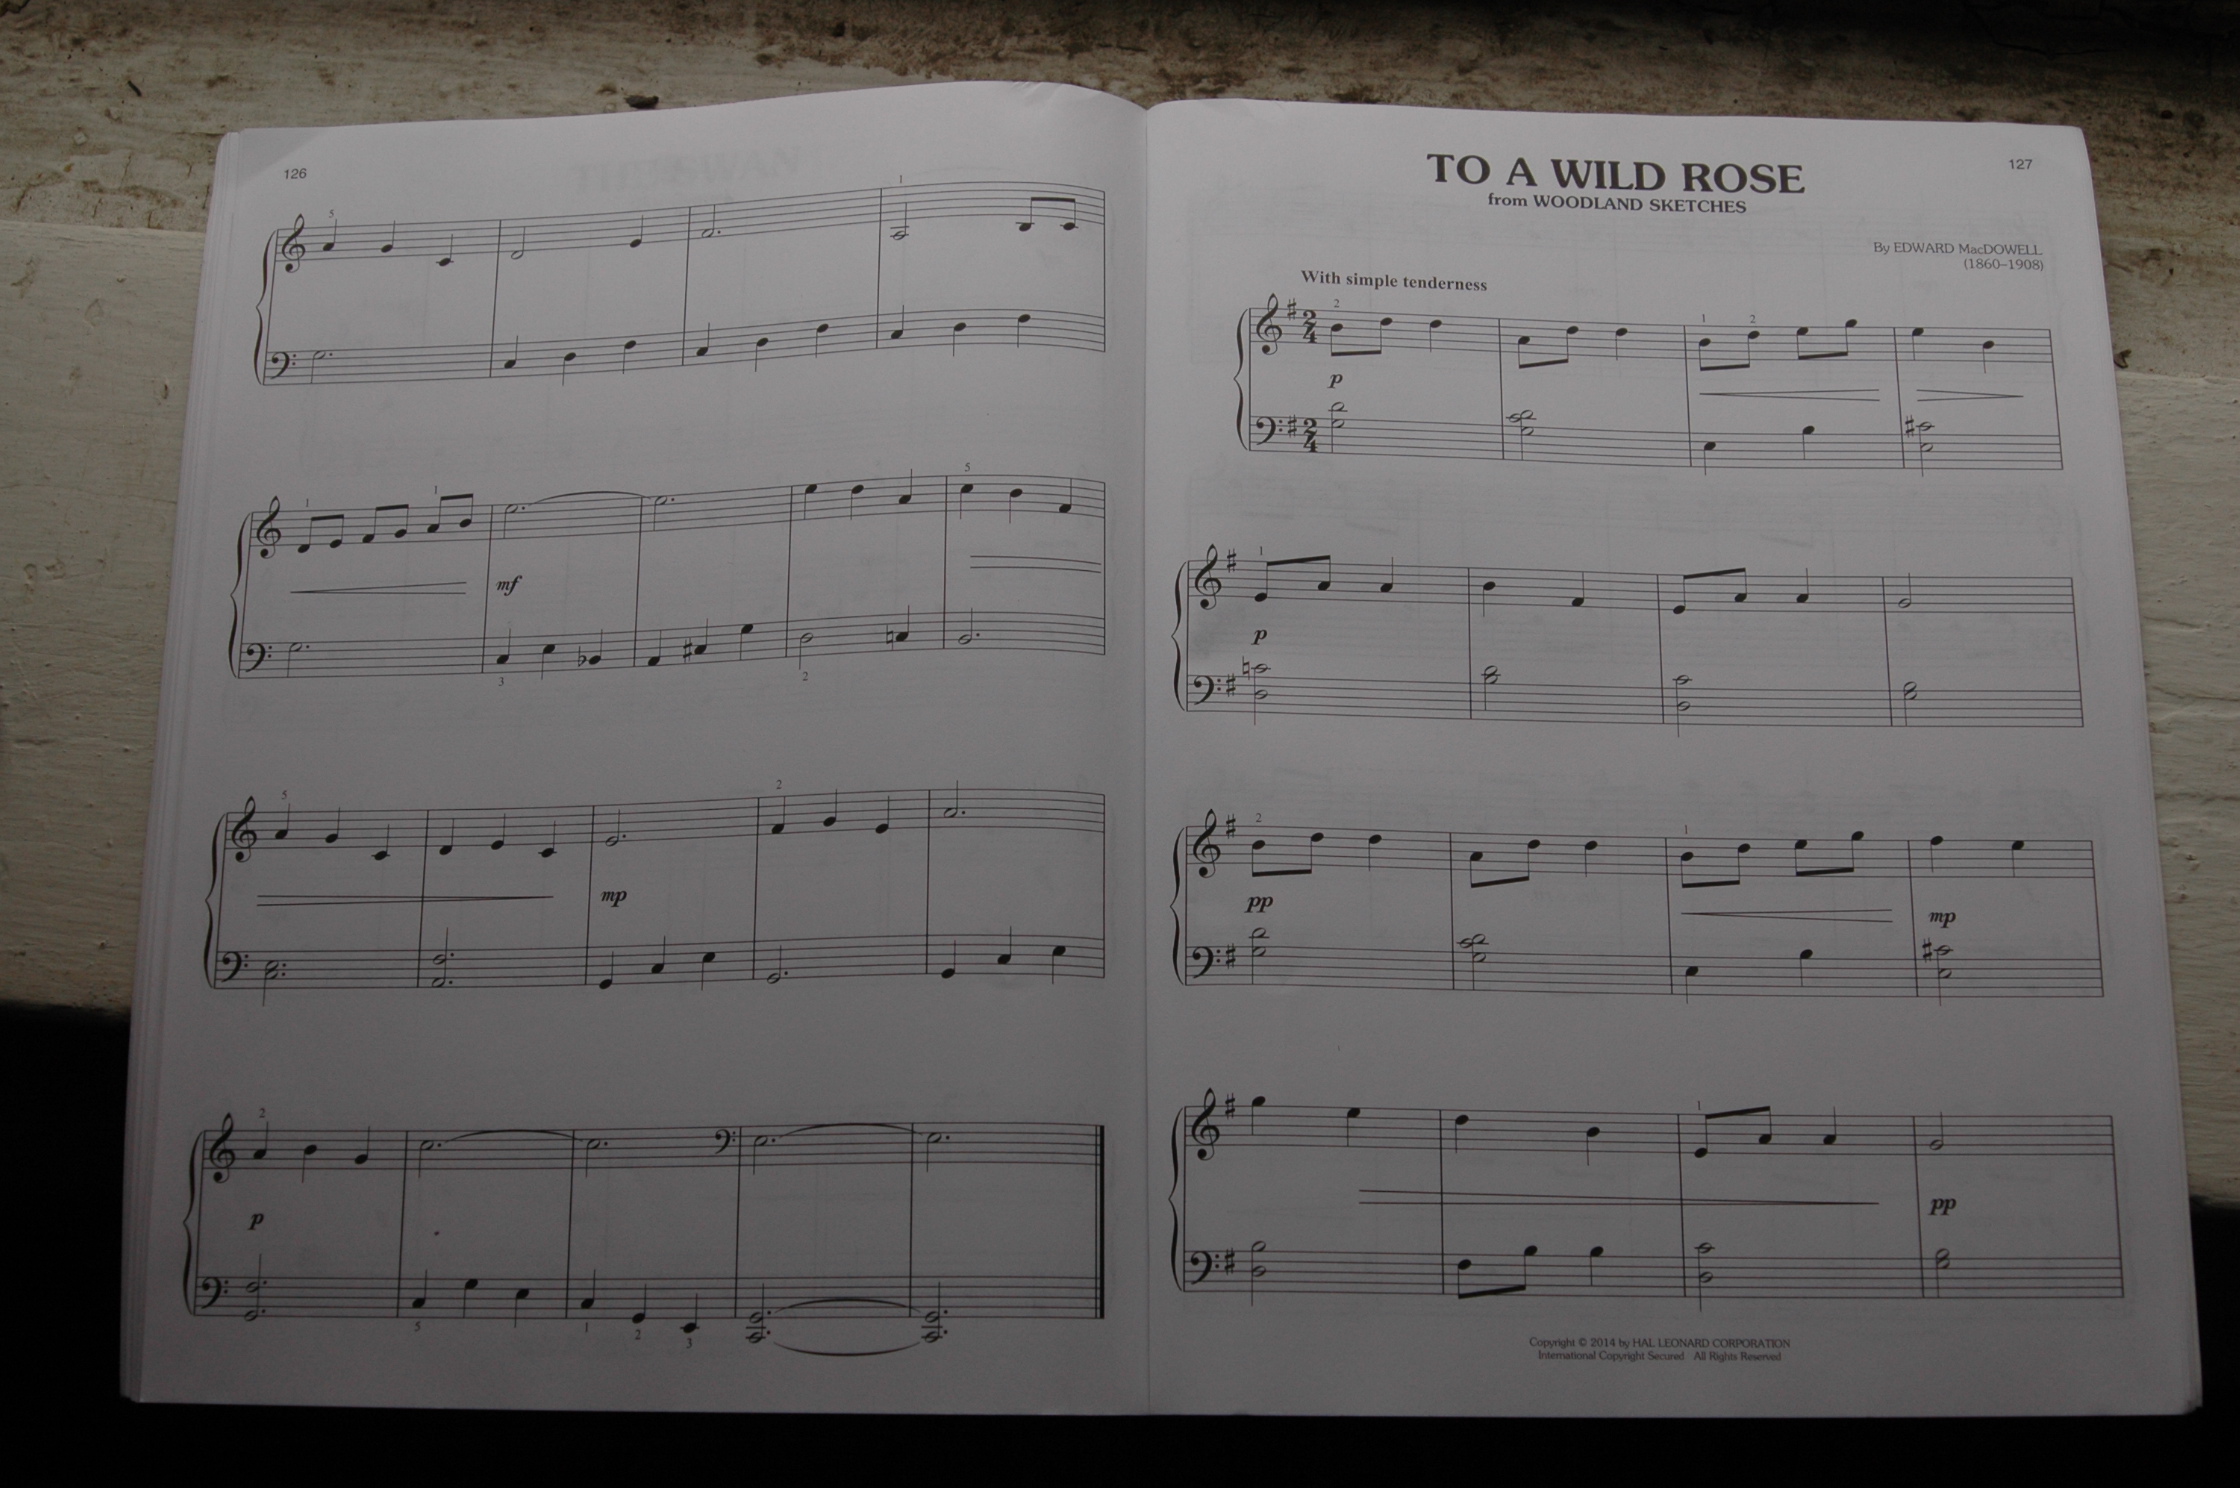 126
5
1
1
1
5
mf
3
2
5
2
mp
2
p
5
1
2
3
127
TO A WILD ROSE
from WOODLAND SKETCHES
By EDWARD MacDOWELL
(1860–1908)
With simple tenderness
2
1
2
2
4
p
2
4
1
p
2
1
pp
mp
1
pp
Copyright © 2014 by HAL LEONARD CORPORATION
International Copyright Secured All Rights Reserved